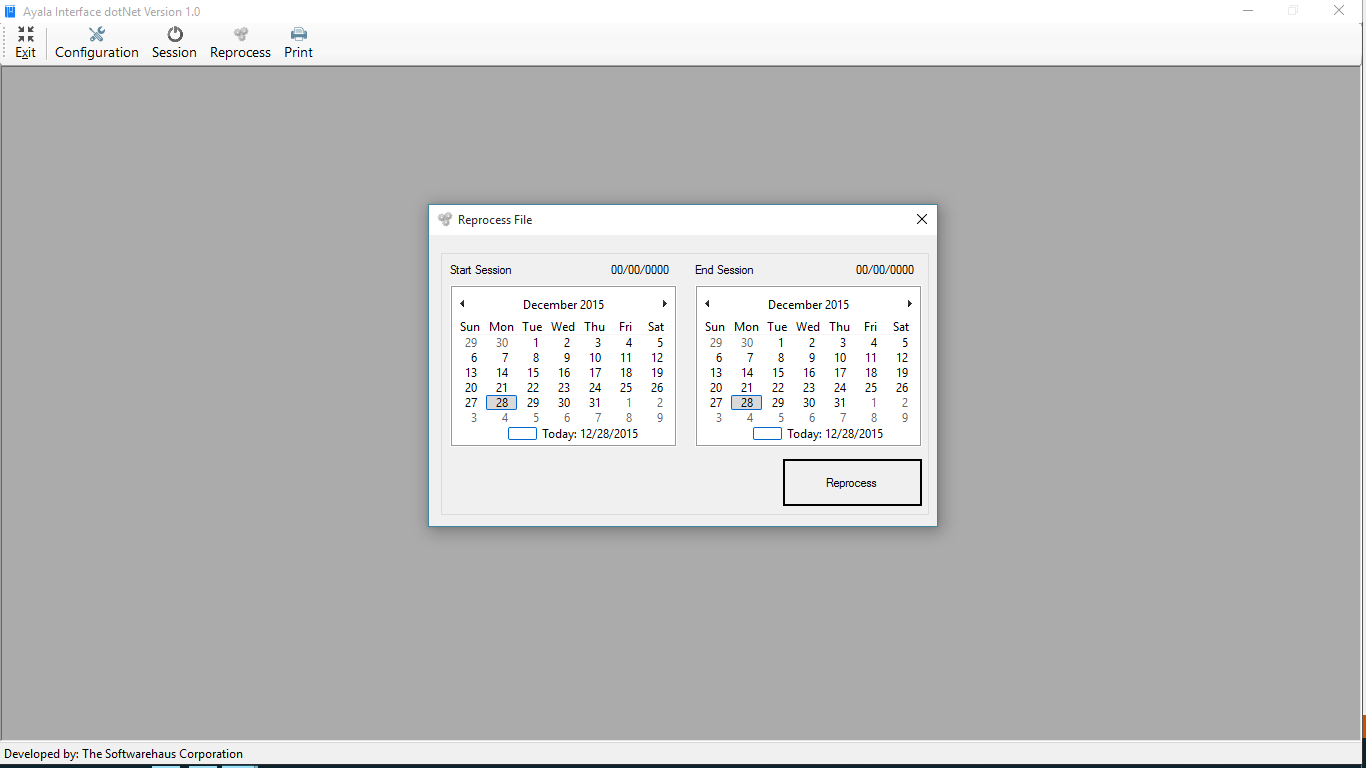 Ayala Interface dotNet Version 1.0
Exit Configuration Session Reprocess Print
Reprocess File
Start Session 00/00/0000
December 2015
Sun Mon Tue Wed Thu Fri Sat
29 30 1 2 3 4 5
6 7 8 9 10 11 12
13 14 15 16 17 18 19
20 21 22 23 24 25 26
27 28 29 30 31 1 2
3 4 5 6 7 8 9
Today: 12/28/2015
End Session 00/00/0000
December 2015
Sun Mon Tue Wed Thu Fri Sat
29 30 1 2 3 4 5
6 7 8 9 10 11 12
13 14 15 16 17 18 19
20 21 22 23 24 25 26
27 28 29 30 31 1 2
3 4 5 6 7 8 9
Today: 12/28/2015
Reprocess
Developed by: The Softwarehaus Corporation